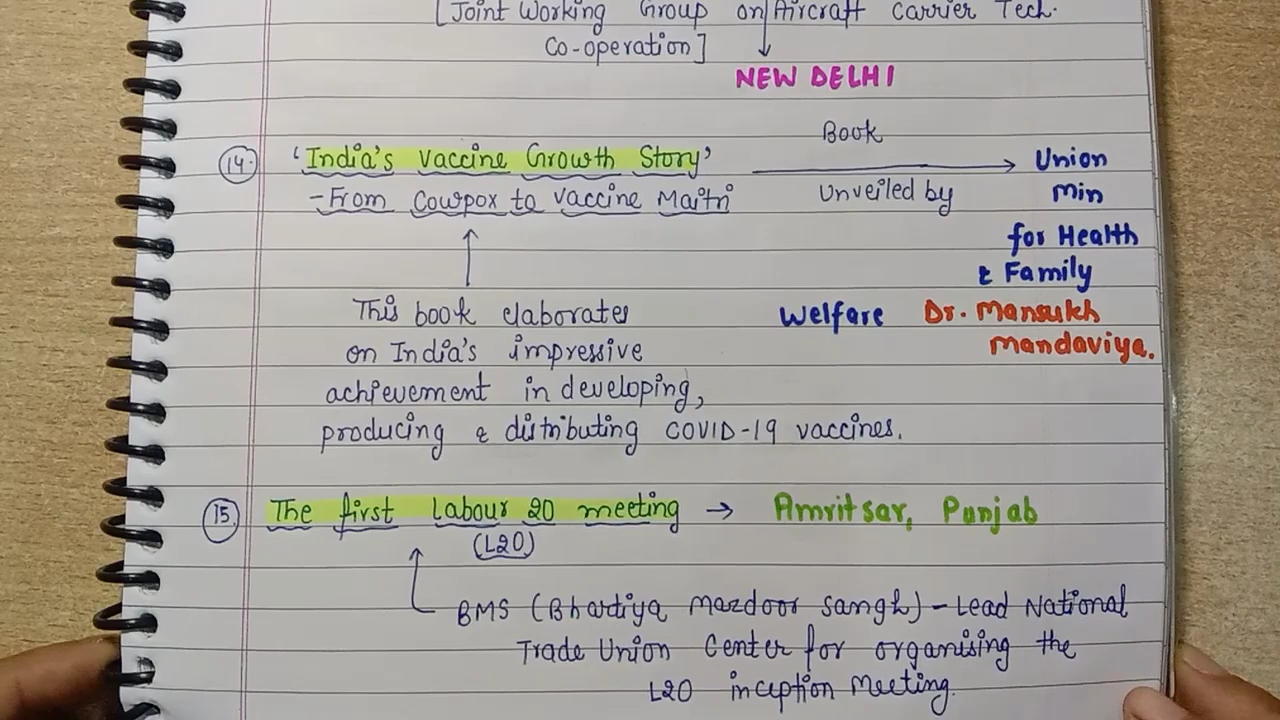 [Joint Working Group on Aircraft Carrier Tech.
Co-operation]
NEW DELHI
14. 'India's Vaccine Growth Story' Book Union
-From Cowpox to Vaccine Maitri Unveiled by Min
for Health
& Family
This book elaborates Welfare Dr. Mansukh
on India's impressive Mandaviya.
achievement in developing,
producing & distributing COVID-19 vaccines.
15. The first Labour 20 meeting → Amritsar, Punjab
(L20)
BMS (Bhartiya Mazdoor Sangh) - Lead National
Trade Union Center for organising the
L20 inception Meeting.